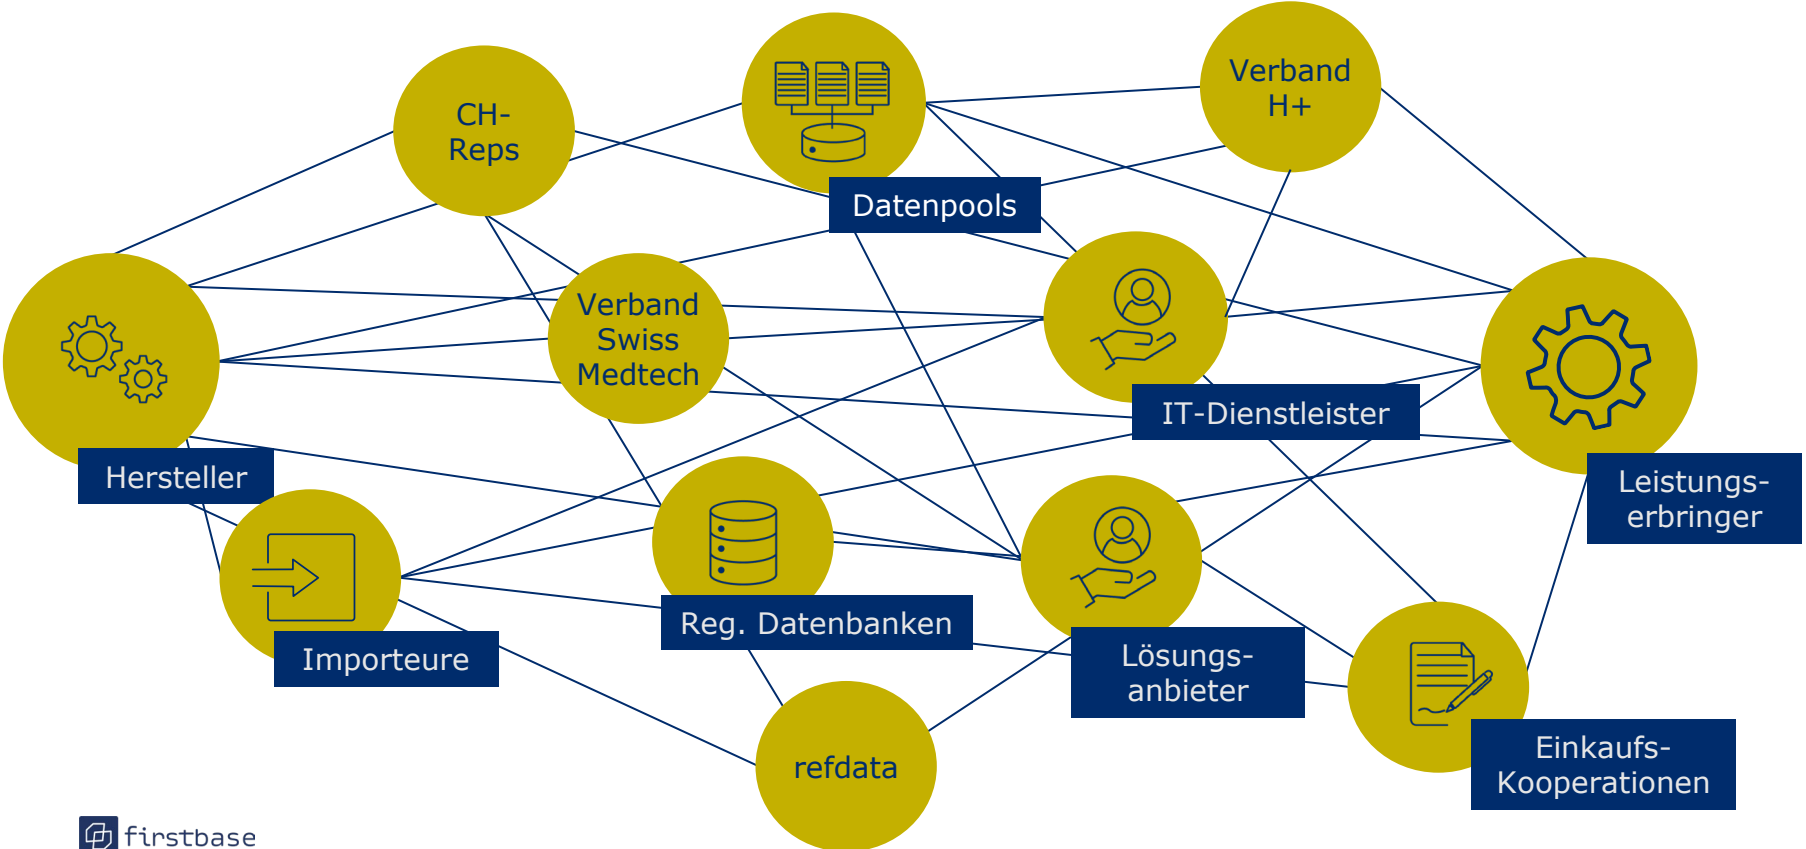 Verband
H+
CH-
Reps
Datenpools
Verband
Swiss
Medtech
IT-Dienstleister
Hersteller
Leistungs-
erbringer
Reg. Datenbanken
Importeure
Lösungs-
anbieter
refdata
Einkaufs-
Kooperationen
firstbase